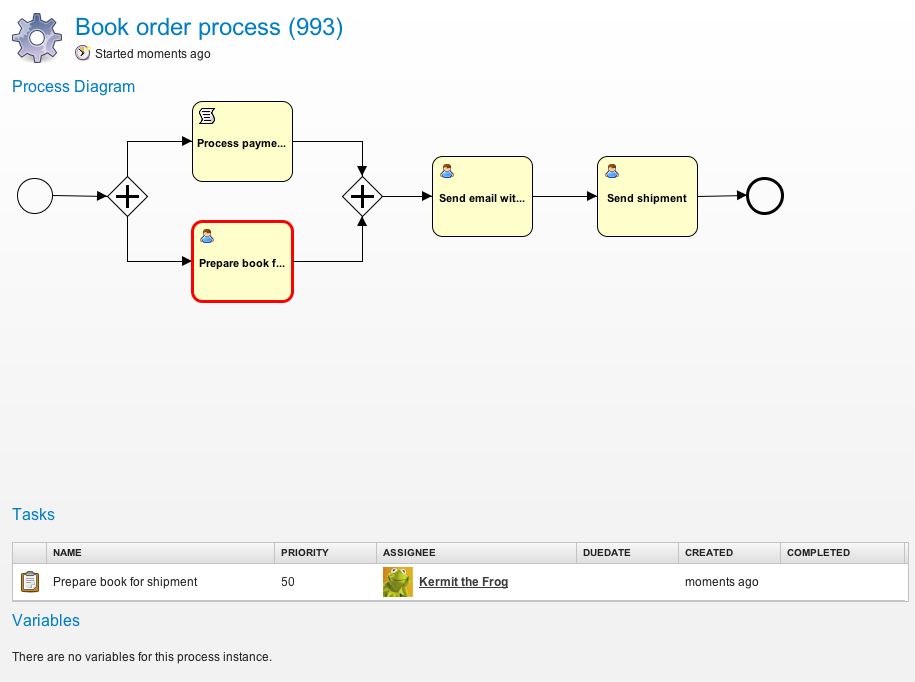 Book order process (993)
Started moments ago
Process Diagram
Process payme...
Prepare book f...
Send email wit...
Send shipment
Tasks
NAME PRIORITY ASSIGNEE DUEDATE CREATED COMPLETED
Prepare book for shipment 50 Kermit the Frog moments ago
Variables
There are no variables for this process instance.